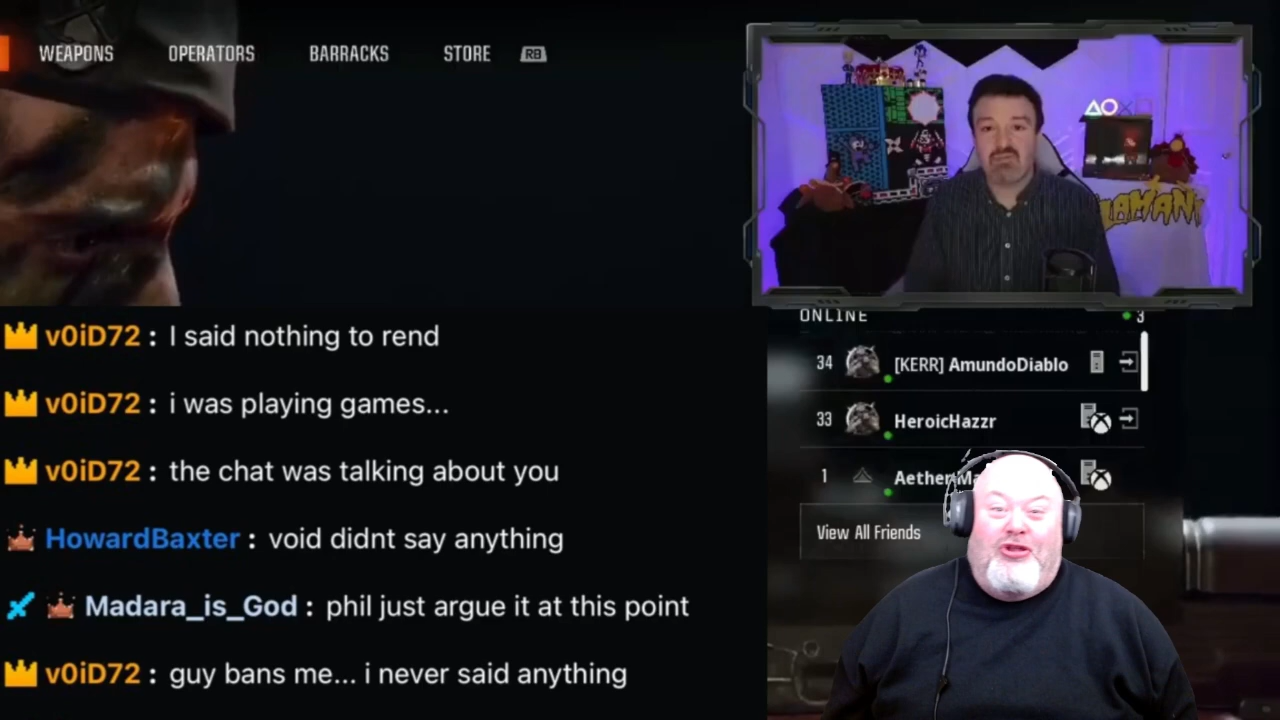 WEAPONS OPERATORS BARRACKS STORE RB
v0iD72 : I said nothing to rend
v0iD72 : i was playing games...
v0iD72 : the chat was talking about you
HowardBaxter : void didnt say anything
Madara_is_God : phil just argue it at this point
v0iD72 : guy bans me... i never said anything
ONLINE 3
34 [KERR] AmundoDiablo
33 HeroicHazzr
1
View All Friends